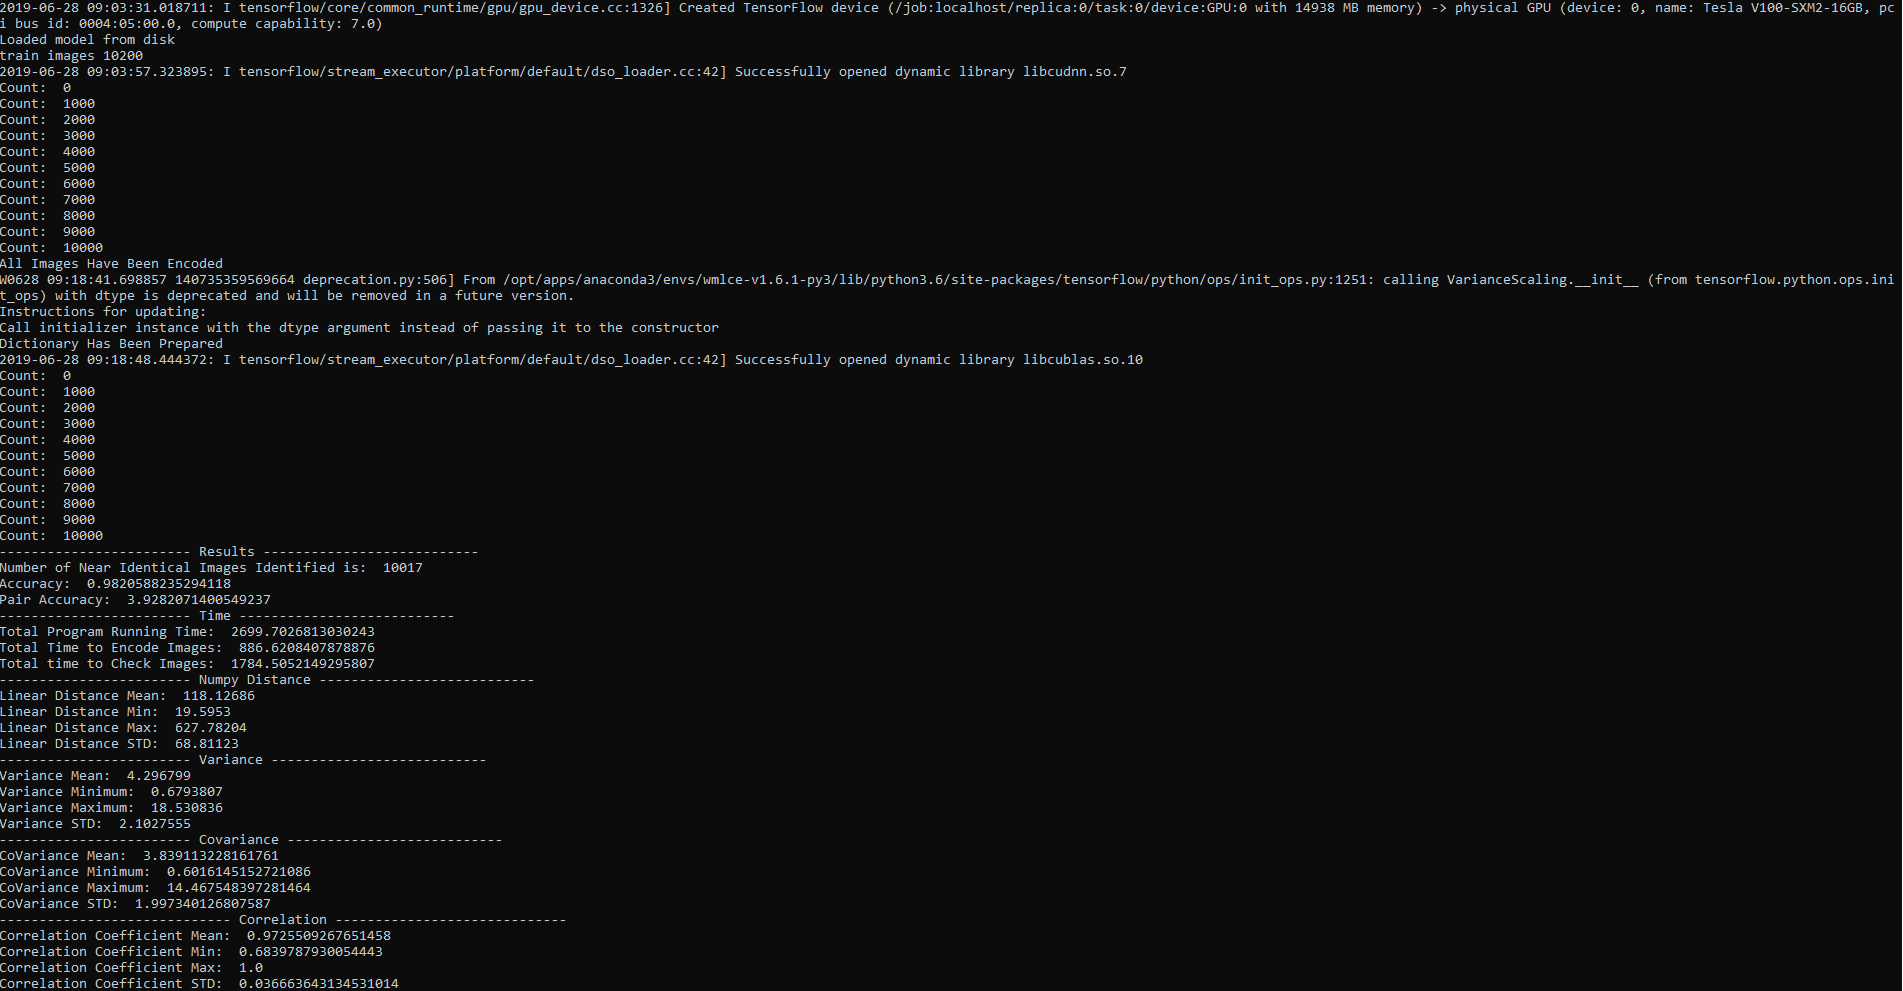 2019-06-28 09:03:31.018711: I tensorflow/core/common_runtime/gpu/gpu_device.cc:1326] Created TensorFlow device (/job:localhost/replica:0/task:0/device:GPU:0 with 14938 MB memory) -> physical GPU (device: 0, name: Tesla V100-SXM2-16GB, pc
i bus id: 0004:05:00.0, compute capability: 7.0)
Loaded model from disk
train images 10200
2019-06-28 09:03:57.323895: I tensorflow/stream_executor/platform/default/dso_loader.cc:42] Successfully opened dynamic library libcudnn.so.7
Count:  0
Count:  1000
Count:  2000
Count:  3000
Count:  4000
Count:  5000
Count:  6000
Count:  7000
Count:  8000
Count:  9000
Count:  10000
All Images Have Been Encoded
W0628 09:18:41.698857 140735359569664 deprecation.py:506] From /opt/apps/anaconda3/envs/wmlce-v1.6.1-py3/lib/python3.6/site-packages/tensorflow/python/ops/init_ops.py:1251: calling VarianceScaling.__init__ (from tensorflow.python.ops.ini
t_ops) with dtype is deprecated and will be removed in a future version.
Instructions for updating:
Call initializer instance with the dtype argument instead of passing it to the constructor
Dictionary Has Been Prepared
2019-06-28 09:18:48.444372: I tensorflow/stream_executor/platform/default/dso_loader.cc:42] Successfully opened dynamic library libcublas.so.10
Count:  0
Count:  1000
Count:  2000
Count:  3000
Count:  4000
Count:  5000
Count:  6000
Count:  7000
Count:  8000
Count:  9000
Count:  10000
------------------------ Results ---------------------------
Number of Near Identical Images Identified is:  10017
Accuracy:  0.9820588235294118
Pair Accuracy:  3.9282071400549237
------------------------ Time ---------------------------
Total Program Running Time:  2699.7026813030243
Total Time to Encode Images:  886.6208407878876
Total time to Check Images:  1784.5052149295807
------------------------ Numpy Distance ---------------------------
Linear Distance Mean:  118.12686
Linear Distance Min:  19.5953
Linear Distance Max:  627.78204
Linear Distance STD:  68.81123
------------------------ Variance ---------------------------
Variance Mean:  4.296799
Variance Minimum:  0.6793807
Variance Maximum:  18.530836
Variance STD:  2.1027555
------------------------ Covariance ---------------------------
CoVariance Mean:  3.839113228161761
CoVariance Minimum:  0.6016145152721086
CoVariance Maximum:  14.467548397281464
CoVariance STD:  1.997340126807587
----------------------------- Correlation -----------------------------
Correlation Coefficient Mean:  0.9725509267651458
Correlation Coefficient Min:  0.6839787930054443
Correlation Coefficient Max:  1.0
Correlation Coefficient STD:  0.036663643134531014